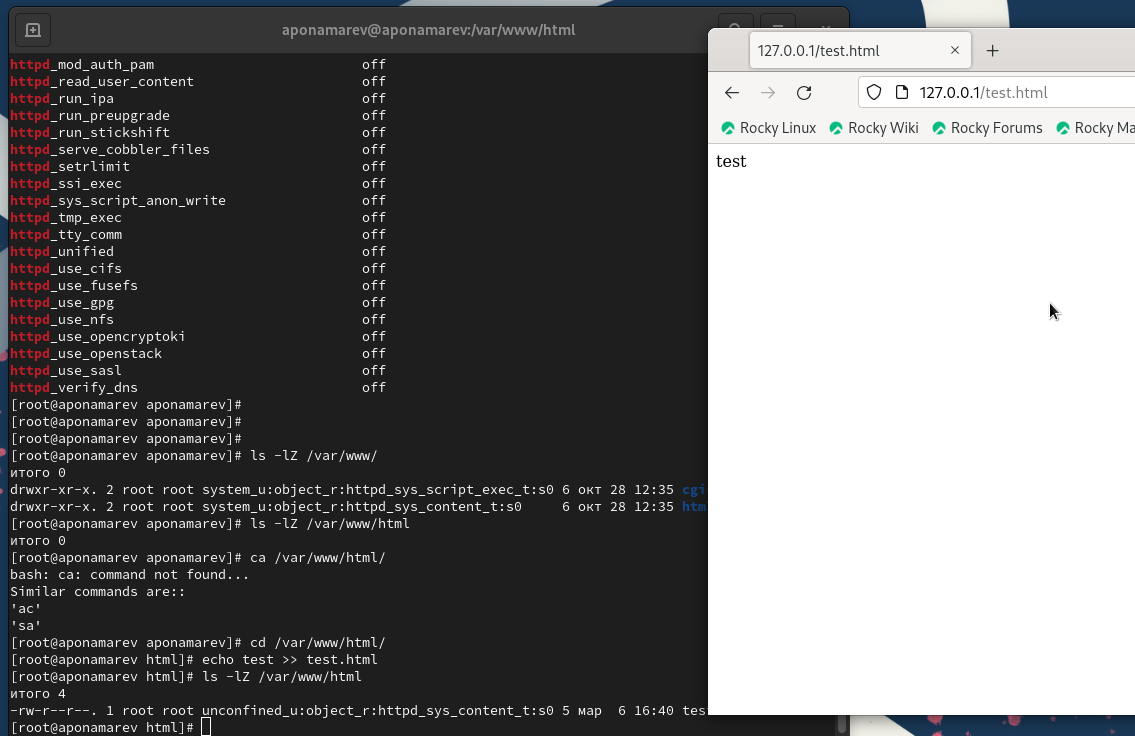 aponamarev@aponamarev:/var/www/html
httpd_mod_auth_pam off
httpd_read_user_content off
httpd_run_ipa off
httpd_run_preupgrade off
httpd_run_stickshift off
httpd_serve_cobbler_files off
httpd_setrlimit off
httpd_ssi_exec off
httpd_sys_script_anon_write off
httpd_tmp_exec off
httpd_tty_comm off
httpd_unified off
httpd_use_cifs off
httpd_use_fusefs off
httpd_use_gpg off
httpd_use_nfs off
httpd_use_opencryptoki off
httpd_use_openstack off
httpd_use_sasl off
httpd_verify_dns off
[root@aponamarev aponamarev]#
[root@aponamarev aponamarev]#
[root@aponamarev aponamarev]#
[root@aponamarev aponamarev]# ls -lZ /var/www/
итого 0
drwxr-xr-x. 2 root root system_u:object_r:httpd_sys_script_exec_t:s0 6 окт 28 12:35 cgi
drwxr-xr-x. 2 root root system_u:object_r:httpd_sys_content_t:s0 6 окт 28 12:35 htm
[root@aponamarev aponamarev]# ls -lZ /var/www/html
итого 0
[root@aponamarev aponamarev]# ca /var/www/html/
bash: ca: command not found...
Similar commands are::
'ac'
'sa'
[root@aponamarev aponamarev]# cd /var/www/html/
[root@aponamarev html]# echo test >> test.html
[root@aponamarev html]# ls -lZ /var/www/html
итого 4
-rw-r--r--. 1 root root unconfined_u:object_r:httpd_sys_content_t:s0 5 мар 6 16:40 tes
[root@aponamarev html]#
127.0.0.1/test.html
127.0.0.1/test.html
Rocky Linux Rocky Wiki Rocky Forums Rocky Ma
test